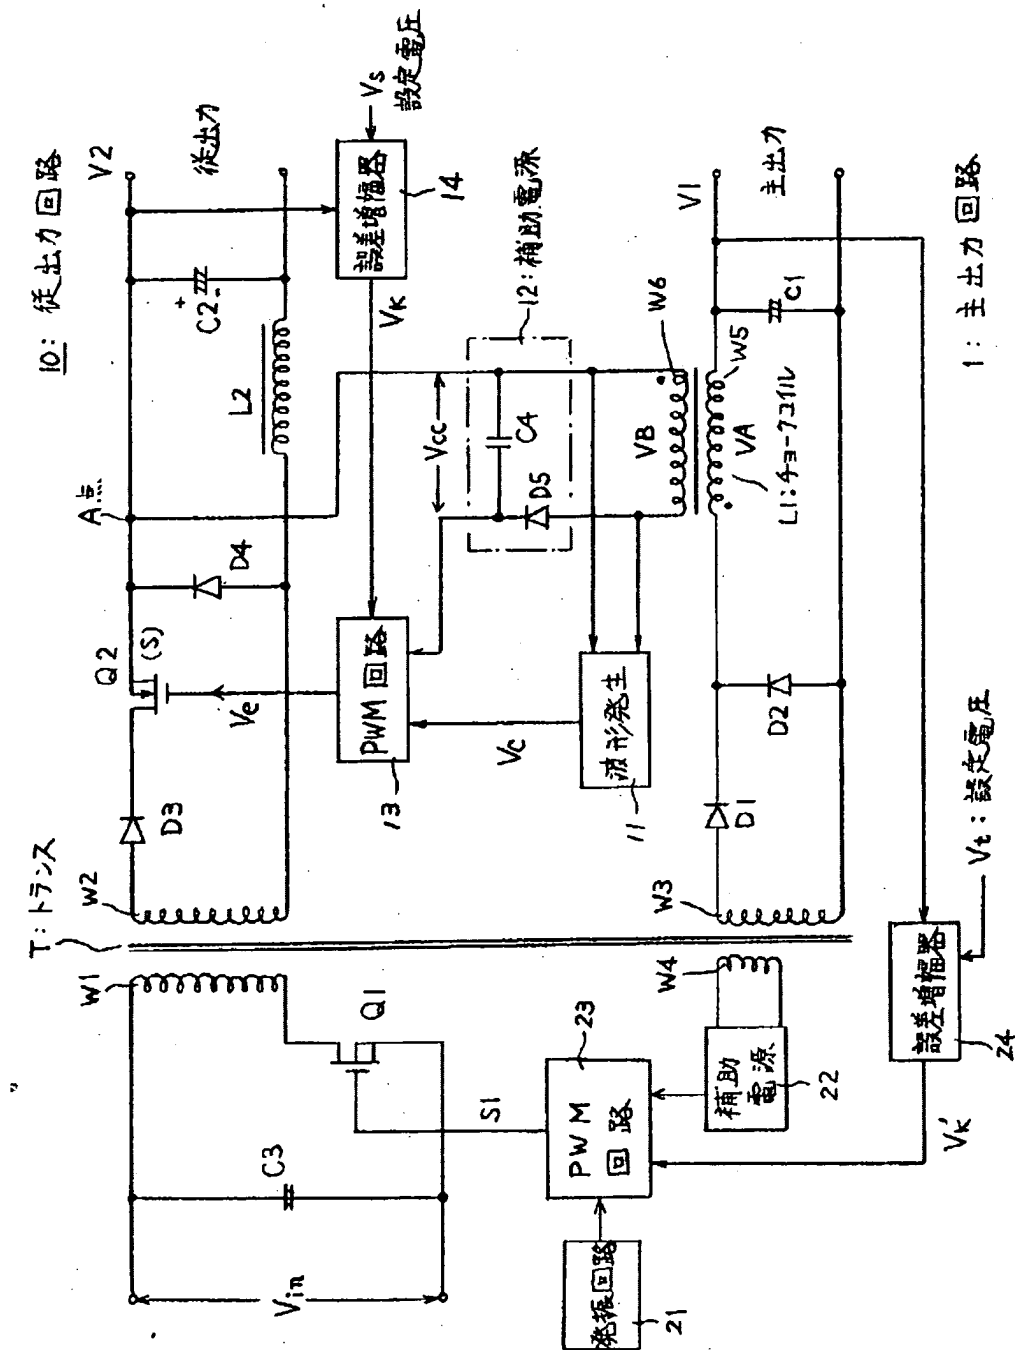 10: 従出力回路
V2
従出力
Vs
設定電圧
誤差増幅器
14
+
C2
-
L2
VK
A点
D4
Q2
(S)
Ve
PWM回路
13
D3
W2
T:トランス
W1
Q1
C3
Vin
12:補助電源
Vcc
C4
D5
W6
VB
W5
VA
L1:チョークコイル
Vc
波形発生
11
V1
主出力
C1
1: 主出力回路
D2
D1
W3
W4
S1
23
PWM
回路
補助
電源
22
発振回路
21
誤差増幅器
24
Vt:設定電圧
VK'